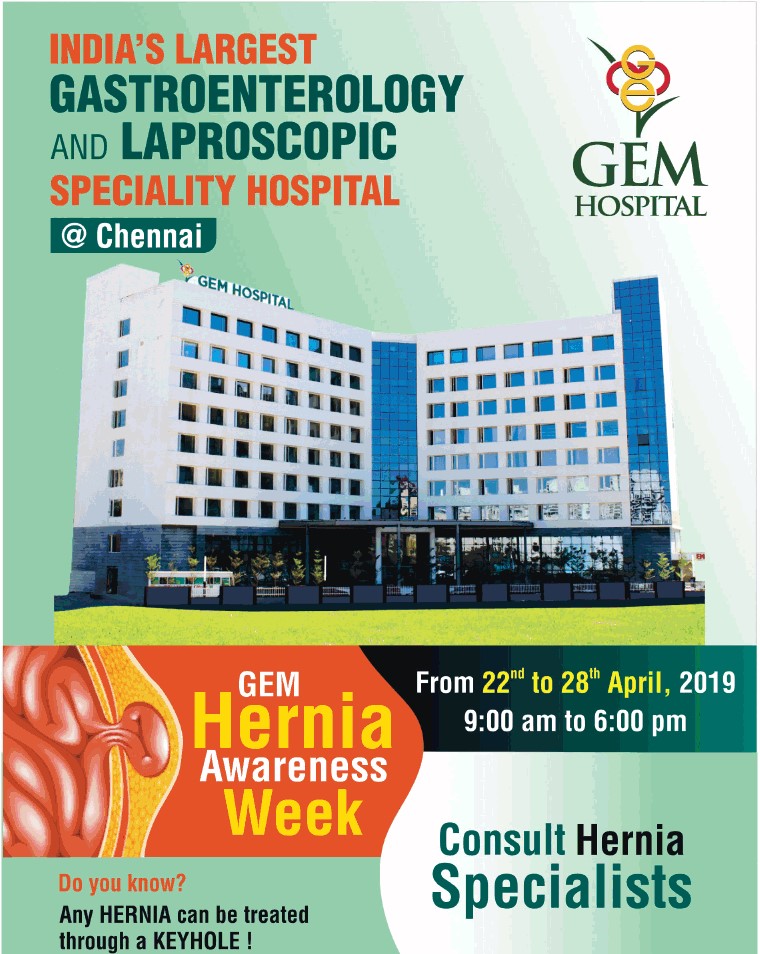 INDIA'S LARGEST
GASTROENTEROLOGY
AND LAPROSCOPIC
SPECIALITY HOSPITAL
@ Chennai
GEM
HOSPITAL
GEM HOSPITAL
GEM
Hernia
Awareness
Week
From 22nd to 28th April, 2019
9:00 am to 6:00 pm
Consult Hernia
Specialists
Do you know?
Any HERNIA can be treated
through a KEYHOLE !